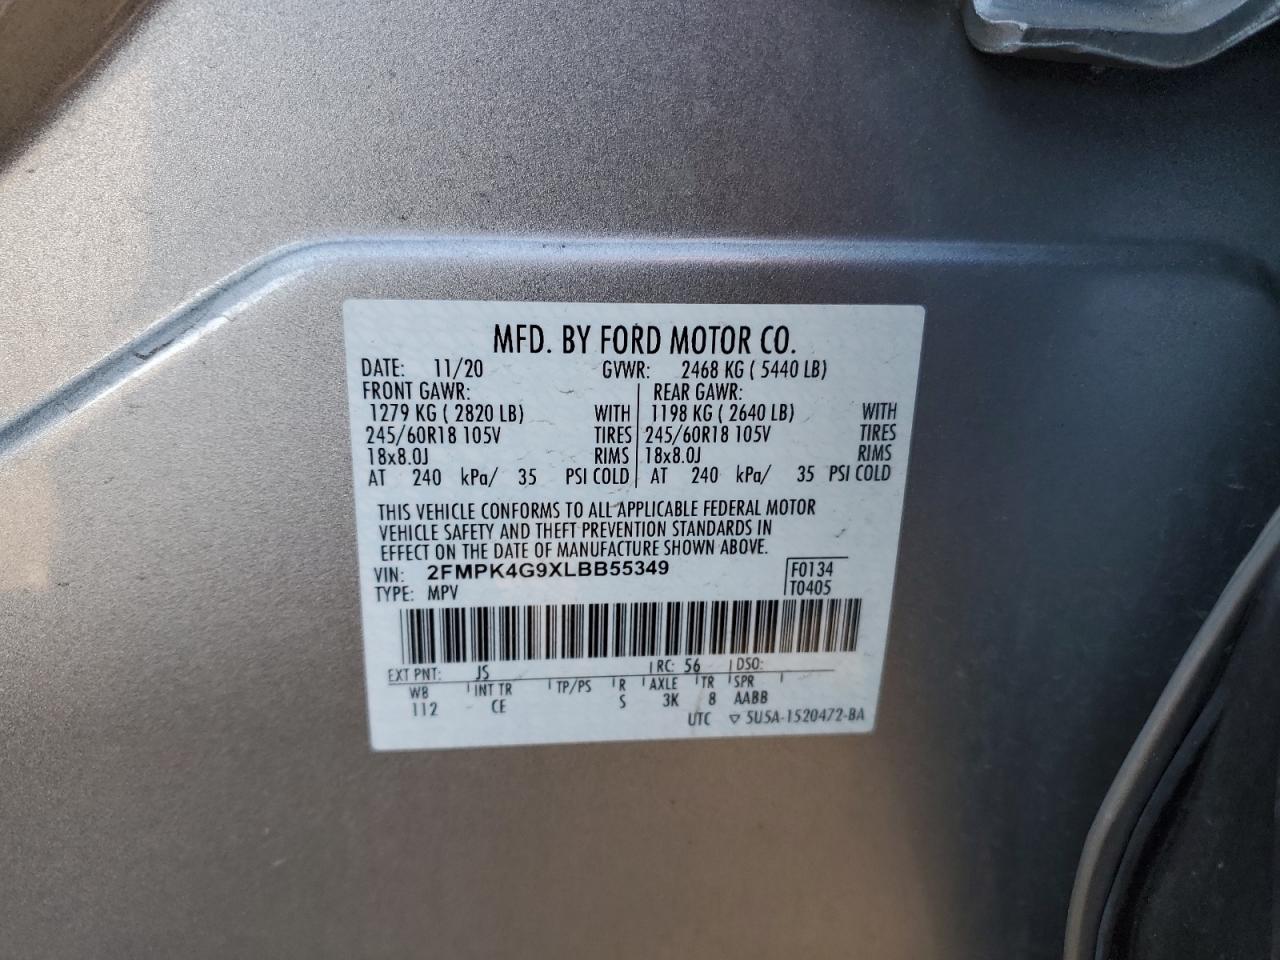 MFD. BY FORD MOTOR CO.
DATE: 11/20 GVWR: 2468 KG ( 5440 LB)
FRONT GAWR: REAR GAWR:
1279 KG ( 2820 LB) WITH 1198 KG ( 2640 LB) WITH
245/60R18 105V TIRES 245/60R18 105V TIRES
18x8.0J RIMS 18x8.0J RIMS
AT 240 kPa/ 35 PSI COLD AT 240 kPa/ 35 PSI COLD
THIS VEHICLE CONFORMS TO ALL APPLICABLE FEDERAL MOTOR
VEHICLE SAFETY AND THEFT PREVENTION STANDARDS IN
EFFECT ON THE DATE OF MANUFACTURE SHOWN ABOVE.
VIN: 2FMPK4G9XLBB55349 F0134
TYPE: MPV T0405
EXT PNT: JS RC: 56 DSO:
WB INT TR TP/PS R AXLE TR SPR
112 CE S 3K 8 AABB
UTC ▽ 5U5A-1520472-BA